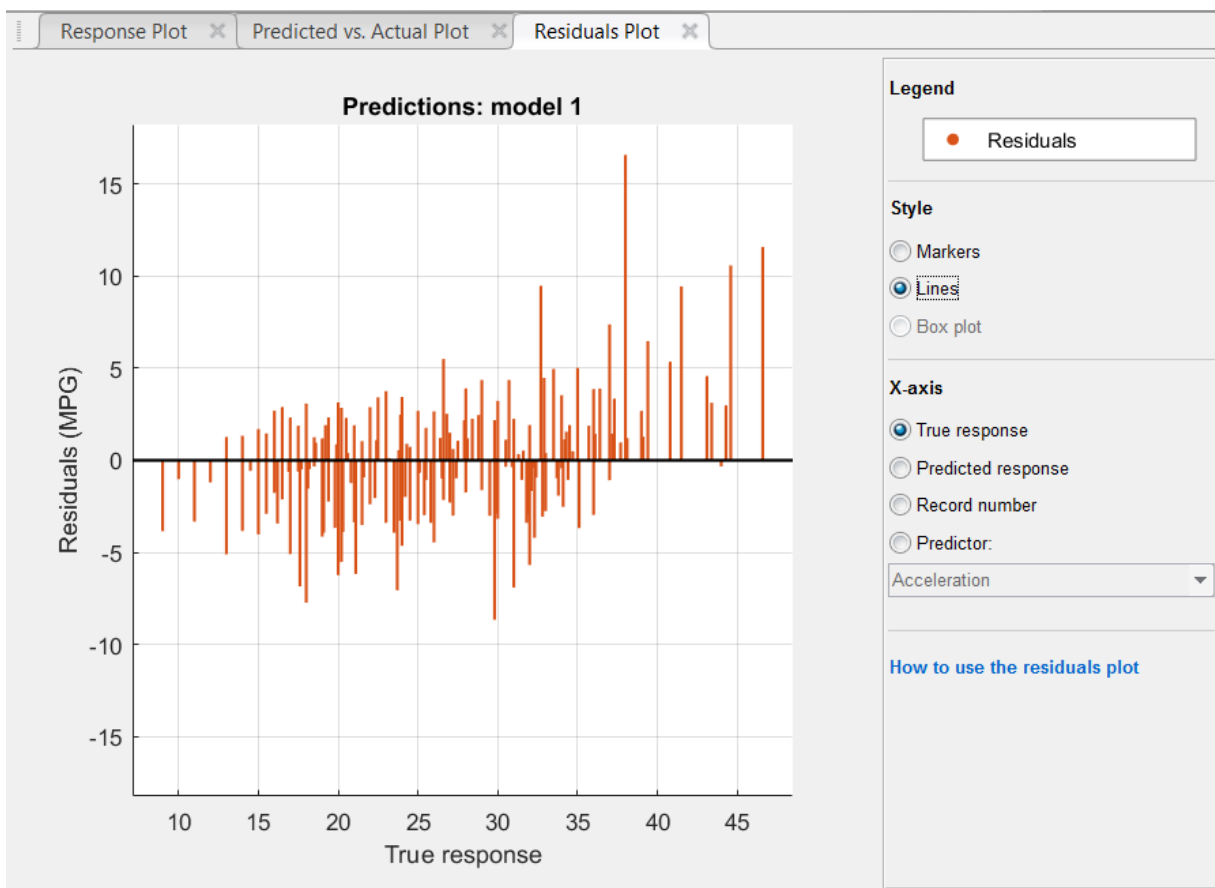 Response Plot
Predicted vs. Actual Plot
Residuals Plot
Predictions: model 1
15
10
5
0
-5
-10
-15
Residuals (MPG)
10 15 20 25 30 35 40 45
True response
Legend
Residuals
Style
Markers
Lines
Box plot
X-axis
True response
Predicted response
Record number
Predictor:
Acceleration
How to use the residuals plot